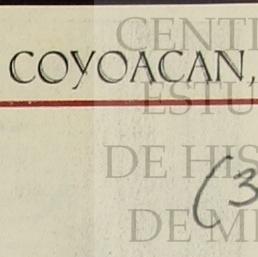 CENT
COYOACAN,
ESTU
DE HIS
(3
DE M